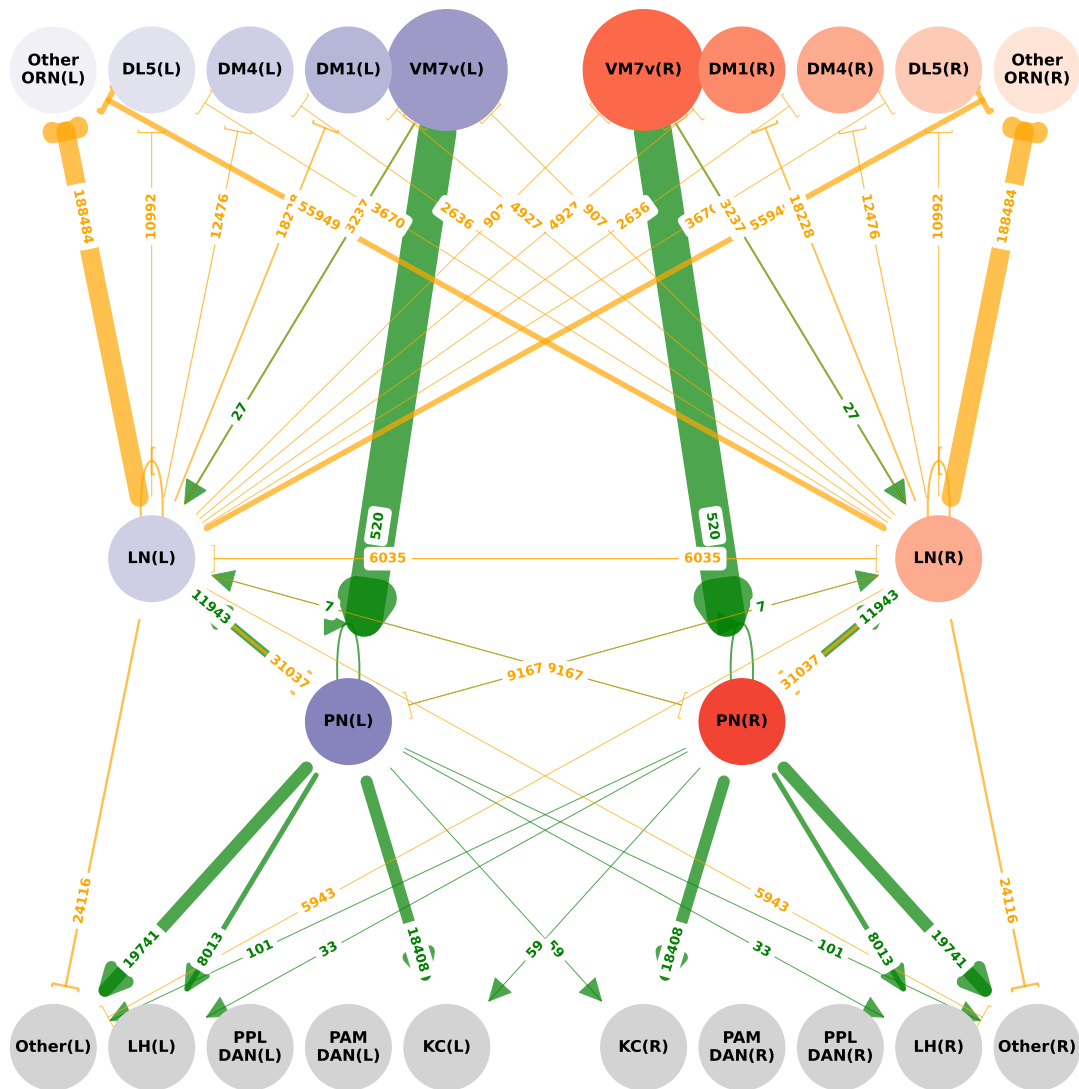 Other
ORN(L)
DL5(L)
DM4(L)
DM1(L)
VM7v(L)
VM7v(R)
DM1(R)
DM4(R)
DL5(R)
Other
ORN(R)
188484
10992
12476
3237
55949
3670
2636
4927
4927
907
2636
3237
18228
12476
10992
188484
27
27
520
520
LN(L)
6035
6035
LN(R)
11943
7
7
11943
31037
9167
9167
31037
PN(L)
PN(R)
24116
19741
8013
5943
101
33
18408
59
59
18408
33
5943
101
8013
19741
24116
Other(L)
LH(L)
PPL
DAN(L)
PAM
DAN(L)
KC(L)
KC(R)
PAM
DAN(R)
PPL
DAN(R)
LH(R)
Other(R)